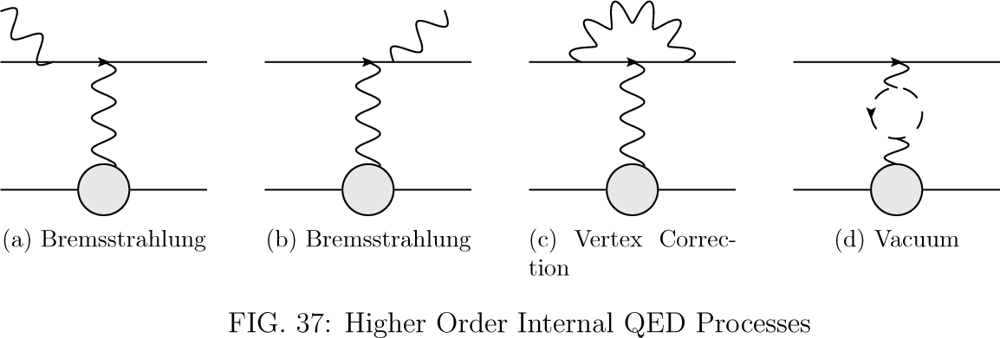 (a) Bremsstrahlung
(b) Bremsstrahlung
(c) Vertex Correc-
tion
(d) Vacuum
FIG. 37: Higher Order Internal QED Processes